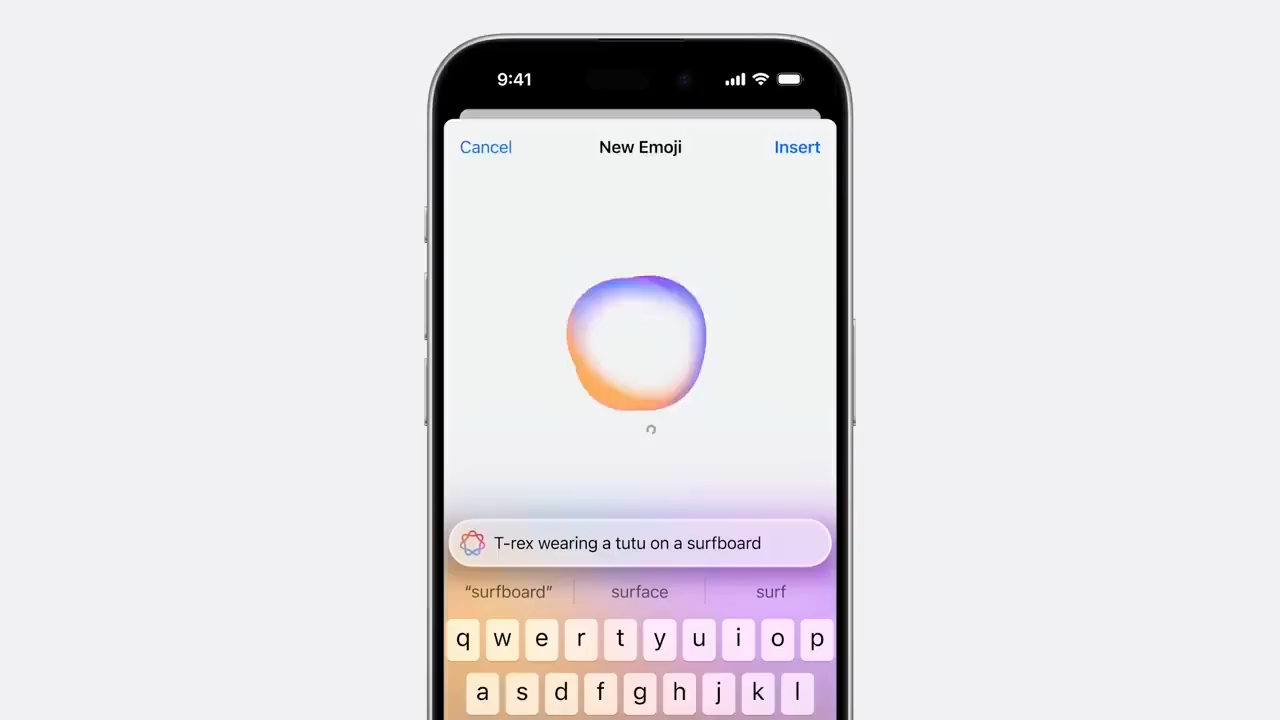 9:41
Cancel New Emoji Insert
T-rex wearing a tutu on a surfboard
“surfboard” surface surf
q w e r t y u i o p
a s d f g h j k l